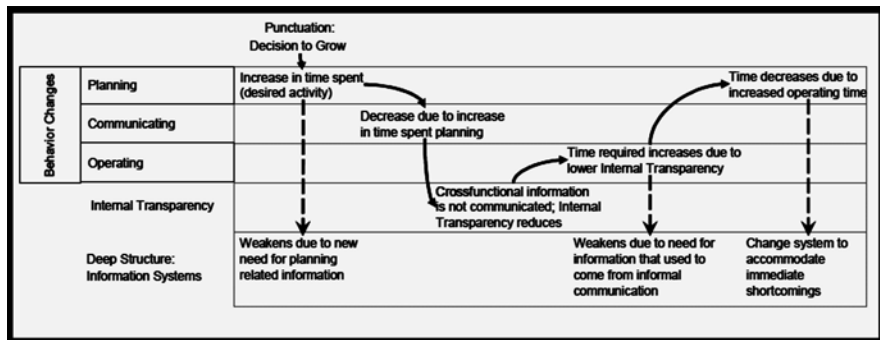 Punctuation:
Decision to Grow
Behavior Changes
Planning
Increase in time spent
(desired activity)
Time decreases due to
increased operating time
Communicating
Decrease due to increase
in time spent planning
Operating
Time required increases due to
lower Internal Transparency
Internal Transparency
Crossfunctional information
is not communicated; Internal
Transparency reduces
Deep Structure:
Information Systems
Weakens due to new
need for planning
related information
Weakens due to need for
information that used to
come from informal
communication
Change system to
accommodate
immediate
shortcomings